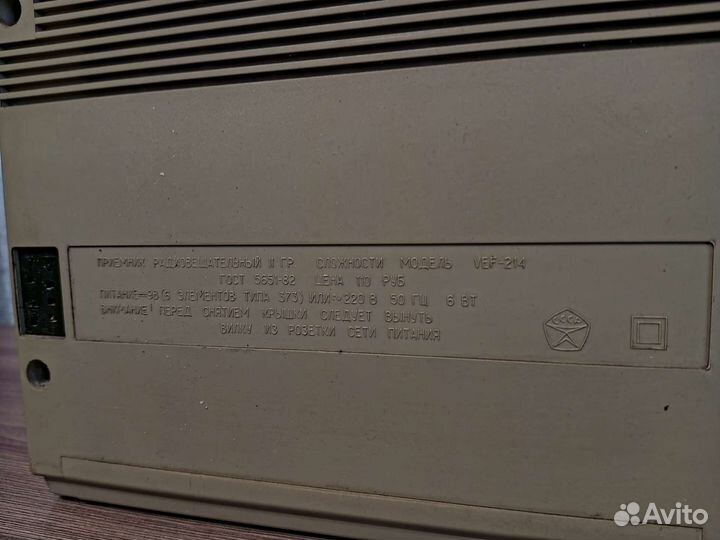 ПРИЕМНИК РАДИОВЕЩАТЕЛЬНЫЙ II ГР СЛОЖНОСТИ МОДЕЛЬ VEF-214
ГОСТ 5651-82 ЦЕНА 110 РУБ
ПИТАНИЕ=9В(6 ЭЛЕМЕНТОВ ТИПА 373) ИЛИ ~220 В 50 ГЦ 6 ВТ
ВНИМАНИЕ! ПЕРЕД СНЯТИЕМ КРЫШКИ СЛЕДУЕТ ВЫНУТЬ
ВИЛКУ ИЗ РОЗЕТКИ СЕТИ ПИТАНИЯ
СССР
Avito